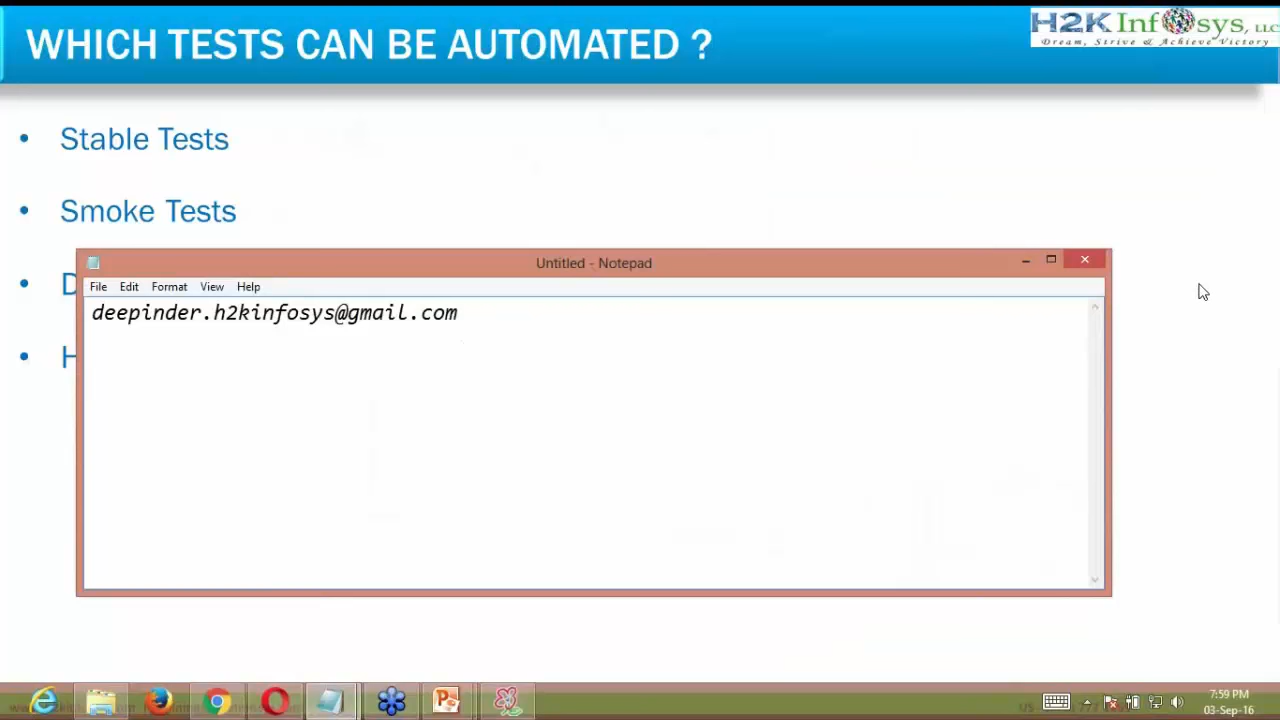 WHICH TESTS CAN BE AUTOMATED ?
H2K Infosys, LLC
Dream, Strive & Achieve Victory
• Stable Tests
• Smoke Tests
• D
• H
Untitled - Notepad
File Edit Format View Help
deepinder.h2kinfosys@gmail.com
7:59 PM
03-Sep-16